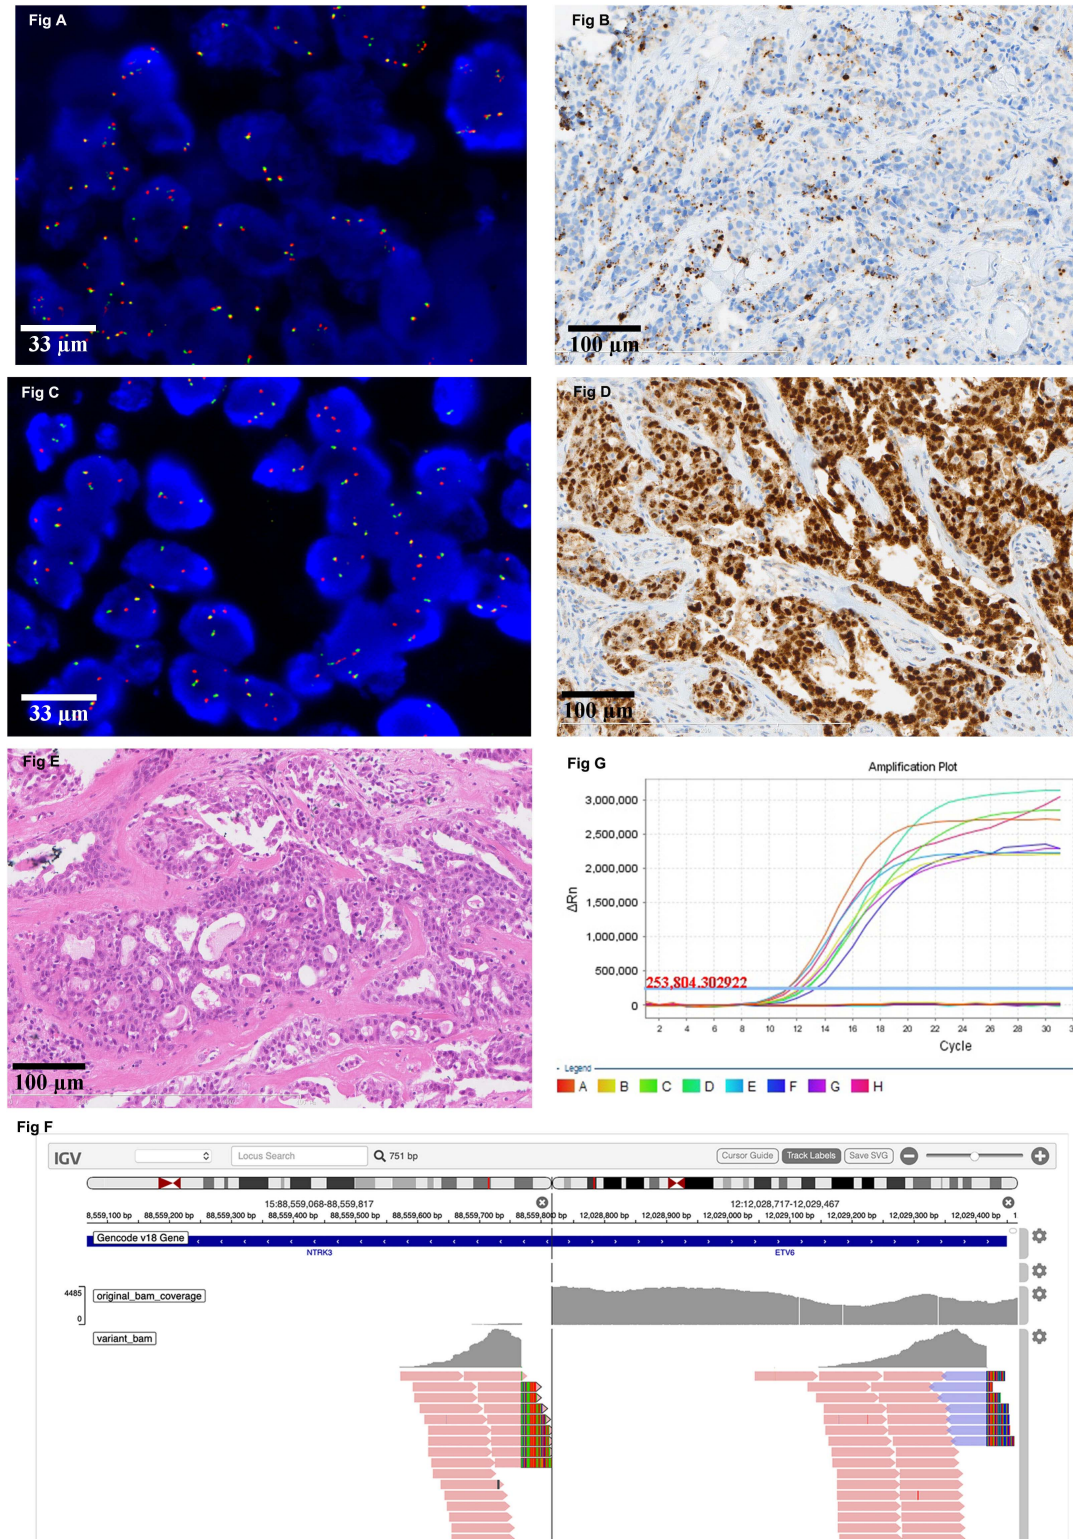 Fig A
33 µm
Fig B
100 µm
Fig C
33 µm
Fig D
100 µm
Fig E
100 µm
Fig G
Amplification Plot
3,000,000
2,500,000
2,000,000
1,500,000
1,000,000
500,000
0
253,804.302922
ΔRn
2 4 6 8 10 12 14 16 18 20 22 24 26 28 30 3
Cycle
Legend
A B C D E F G H
Fig F
IGV
Locus Search
751 bp
Cursor Guide
Track Labels
Save SVG
15:88,559,068-88,559,817
12:12,028,717-12,029,467
88,559,100 bp 88,559,200 bp 88,559,300 bp 88,559,400 bp 88,559,500 bp 88,559,600 bp 88,559,700 bp 88,559,800 bp 12,028,800 bp 12,028,900 bp 12,029,000 bp 12,029,100 bp 12,029,200 bp 12,029,300 bp 12,029,400 bp 1
Gencode v18 Gene
NTRK3
ETV6
4485
original_bam_coverage
0
variant_bam